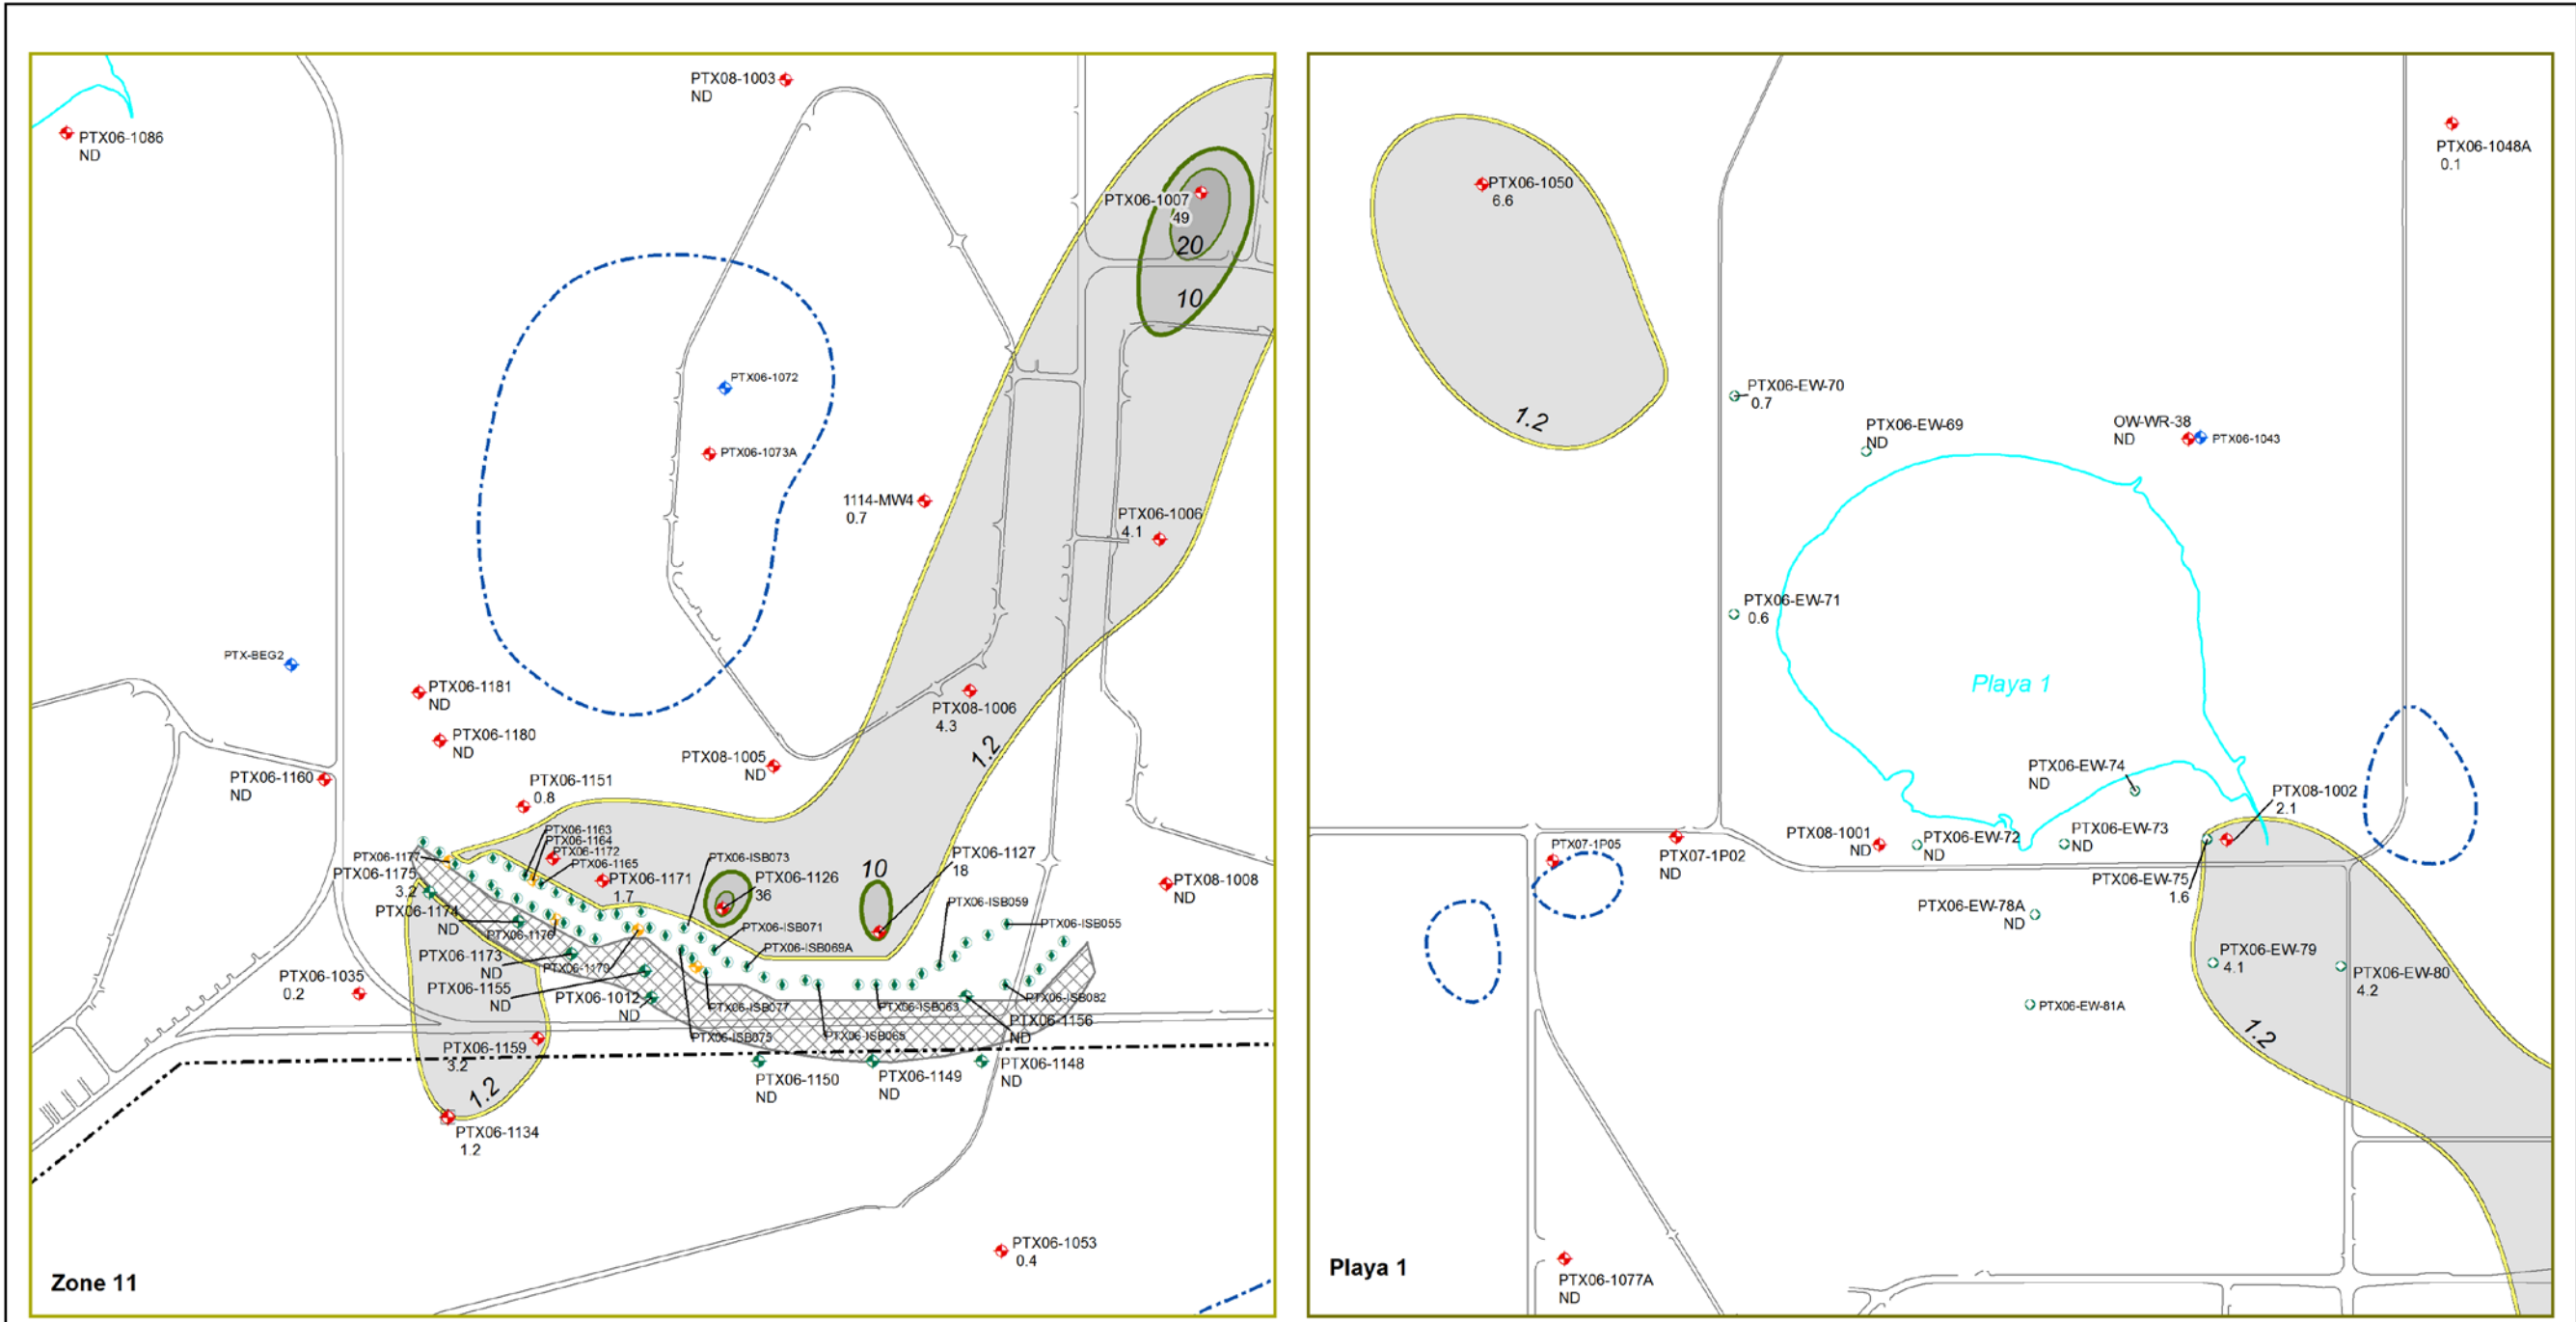 PTX08-1003
ND
PTX06-1086
ND
PTX06-1007
49
20
10
PTX06-1072
PTX06-1073A
1114-MW4
0.7
PTX06-1006
4.1
PTX-BEG2
PTX06-1181
ND
PTX08-1006
4.3
PTX06-1180
ND
1.2
PTX08-1005
ND
PTX06-1160
ND
PTX06-1151
0.8
PTX06-1163
PTX06-1164
PTX06-1172
PTX06-1165
PTX06-1177
PTX06-1175
3.2
PTX06-ISB073
PTX06-1127
18
10
PTX06-1171
1.7
PTX06-1126
36
PTX08-1008
ND
PTX06-ISB059
PTX06-1174
ND
PTX06-1176
PTX06-ISB071
PTX06-ISB055
PTX06-ISB069A
PTX06-1173
ND
PTX06-1170
PTX06-1035
0.2
PTX06-1155
ND
PTX06-1012
ND
PTX06-ISB077
PTX06-ISB063
PTX06-ISB082
PTX06-1156
ND
PTX06-ISB075
PTX06-ISB065
PTX06-1159
3.2
PTX06-1150
ND
PTX06-1149
ND
PTX06-1148
ND
1.2
PTX06-1134
1.2
PTX06-1053
0.4
Zone 11
PTX06-1048A
0.1
PTX06-1050
6.6
1.2
PTX06-EW-70
0.7
PTX06-EW-69
ND
OW-WR-38
ND
PTX06-1043
PTX06-EW-71
0.6
Playa 1
PTX06-EW-74
ND
PTX08-1002
2.1
PTX07-1P05
PTX07-1P02
ND
PTX08-1001
ND
PTX06-EW-72
ND
PTX06-EW-73
ND
PTX06-EW-75
1.6
PTX06-EW-78A
ND
PTX06-EW-79
4.1
PTX06-EW-80
4.2
PTX06-EW-81A
1.2
PTX06-1077A
ND
Playa 1